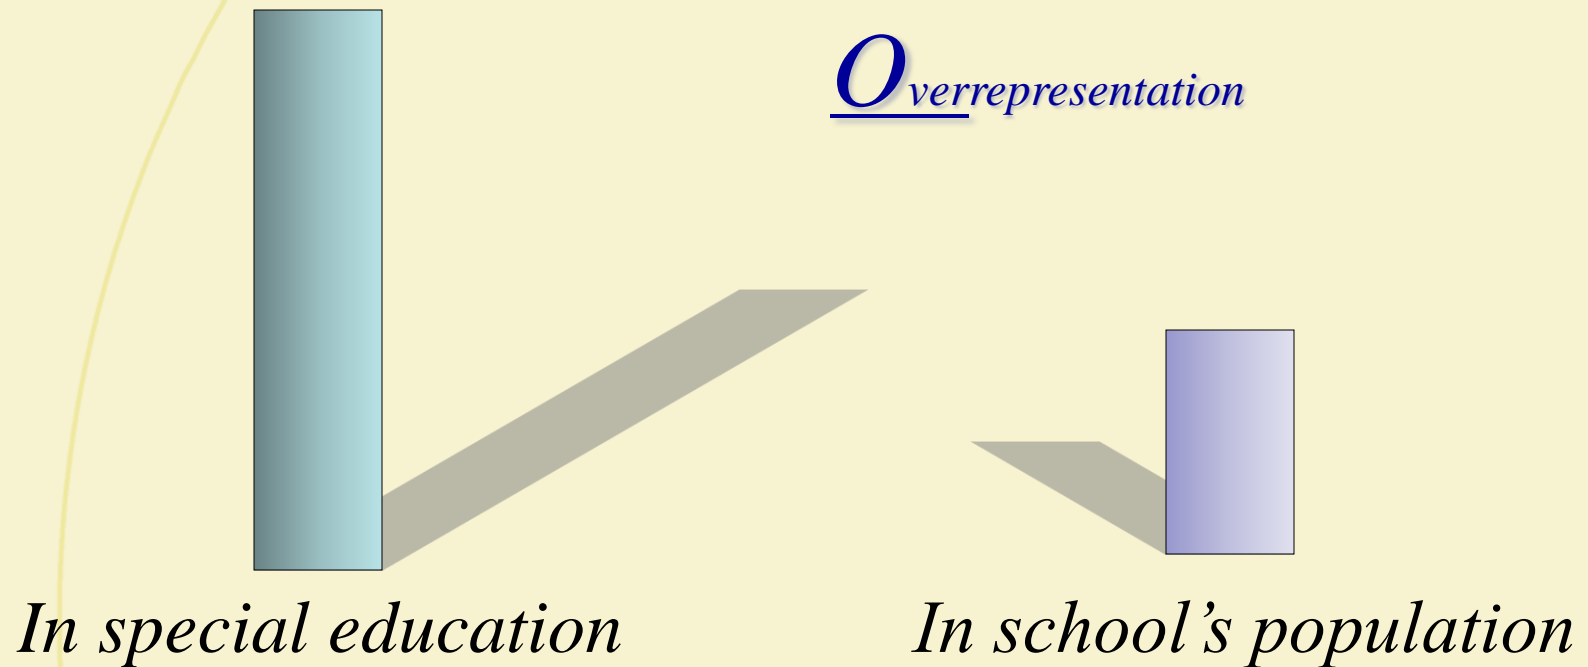 Overrepresentation
In special education
In school’s population